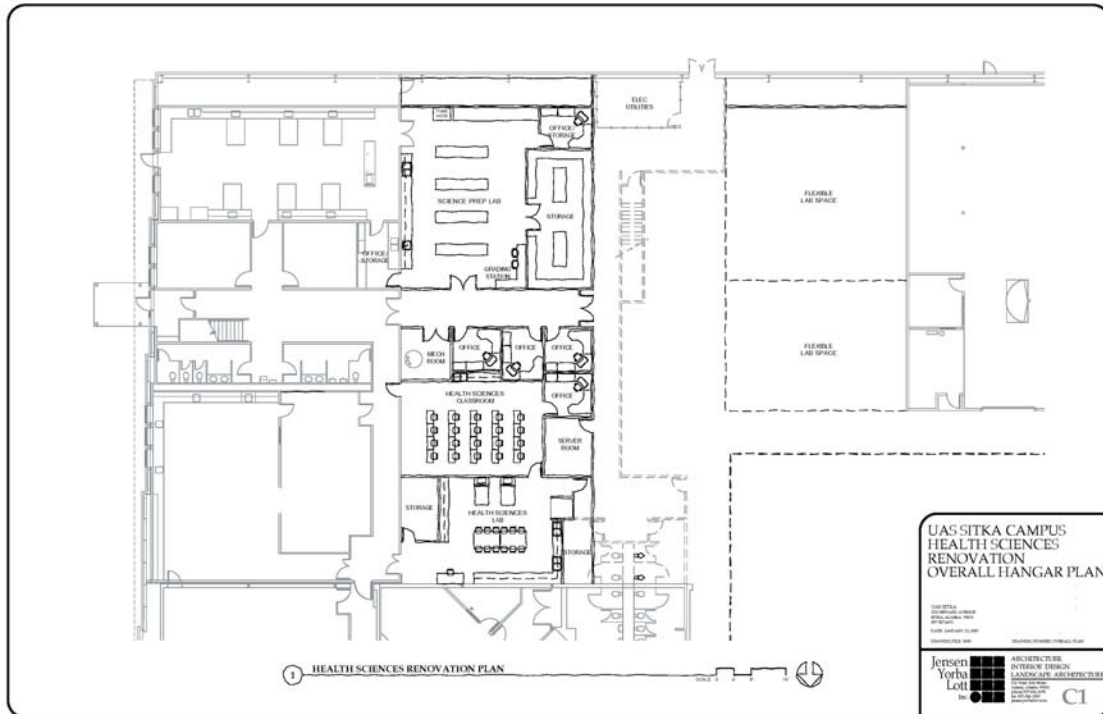 ELEC
UTILITIES
FUME
HOOD
OFFICE/
STORAGE
SCIENCE PREP LAB
STORAGE
FLEXIBLE
LAB SPACE
OFFICE/
STORAGE
GRADING
STATION
MECH
ROOM
OFFICE
OFFICE
OFFICE
FLEXIBLE
LAB SPACE
HEALTH SCIENCES
CLASSROOM
OFFICE
SERVER
ROOM
STORAGE
HEALTH SCIENCES
LAB
STORAGE
UAS SITKA CAMPUS
HEALTH SCIENCES
RENOVATION
OVERALL HANGAR PLAN
UAS SITKA
HEALTH SCIENCES RENOVATION PLAN
SCALE
Jensen
Yorba
Lott
Inc
ARCHITECTURE
INTERIOR DESIGN
LANDSCAPE ARCHITECTURE
C1